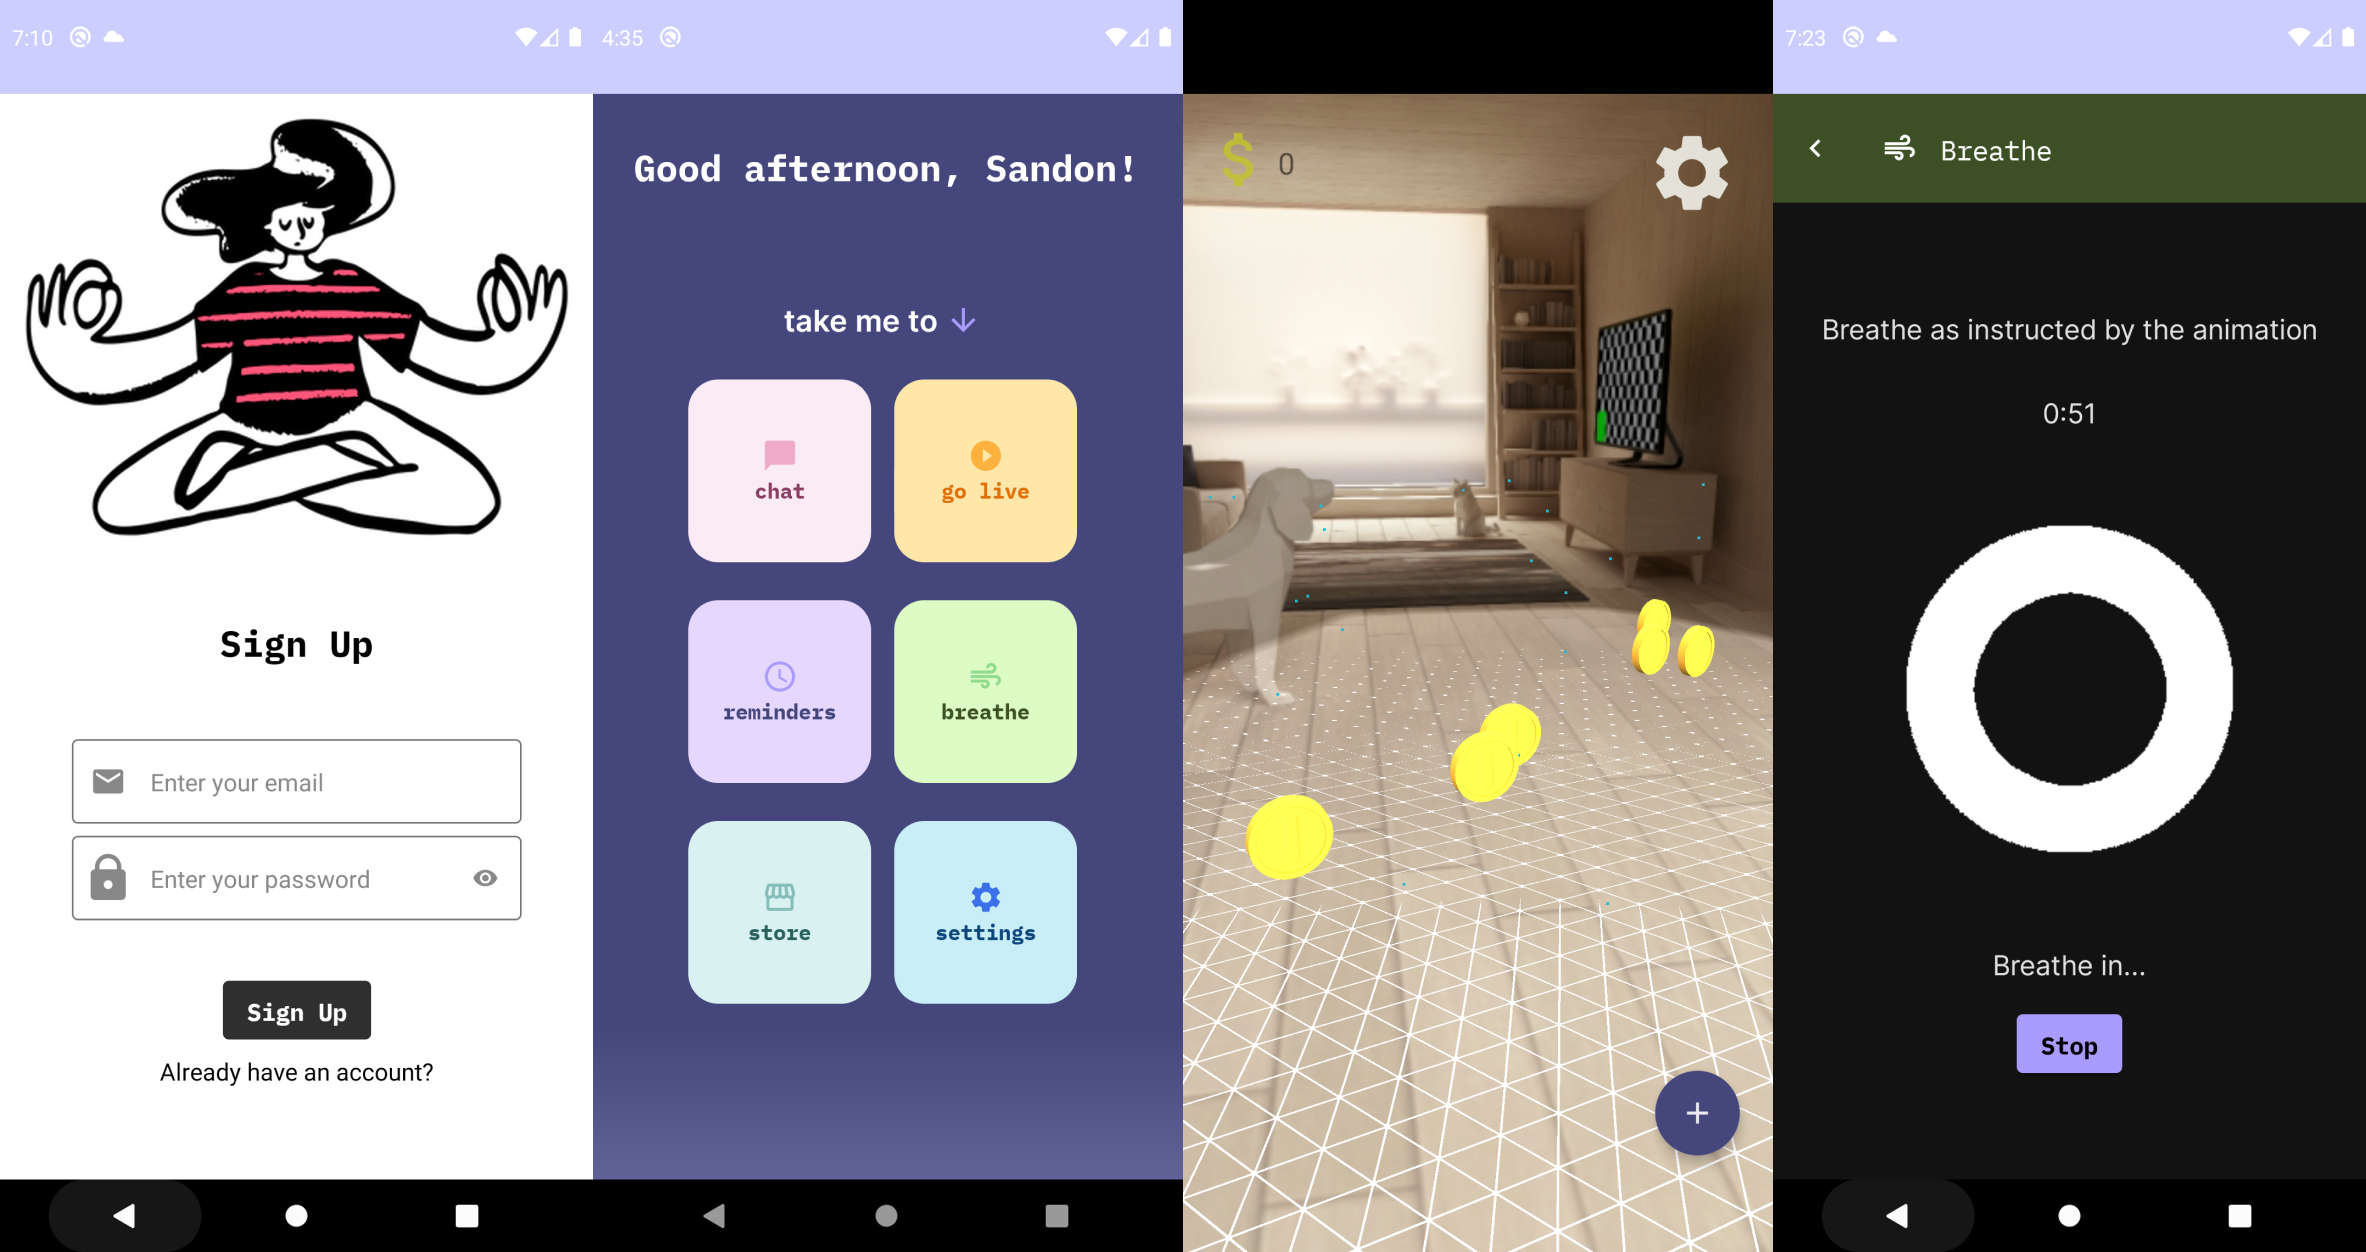 7:10
Sign Up
Enter your email
Enter your password
Sign Up
Already have an account?
4:35
Good afternoon, Sandon!
take me to
chat
go live
reminders
breathe
store
settings
$ 0
+
7:23
Breathe
Breathe as instructed by the animation
0:51
Breathe in...
Stop